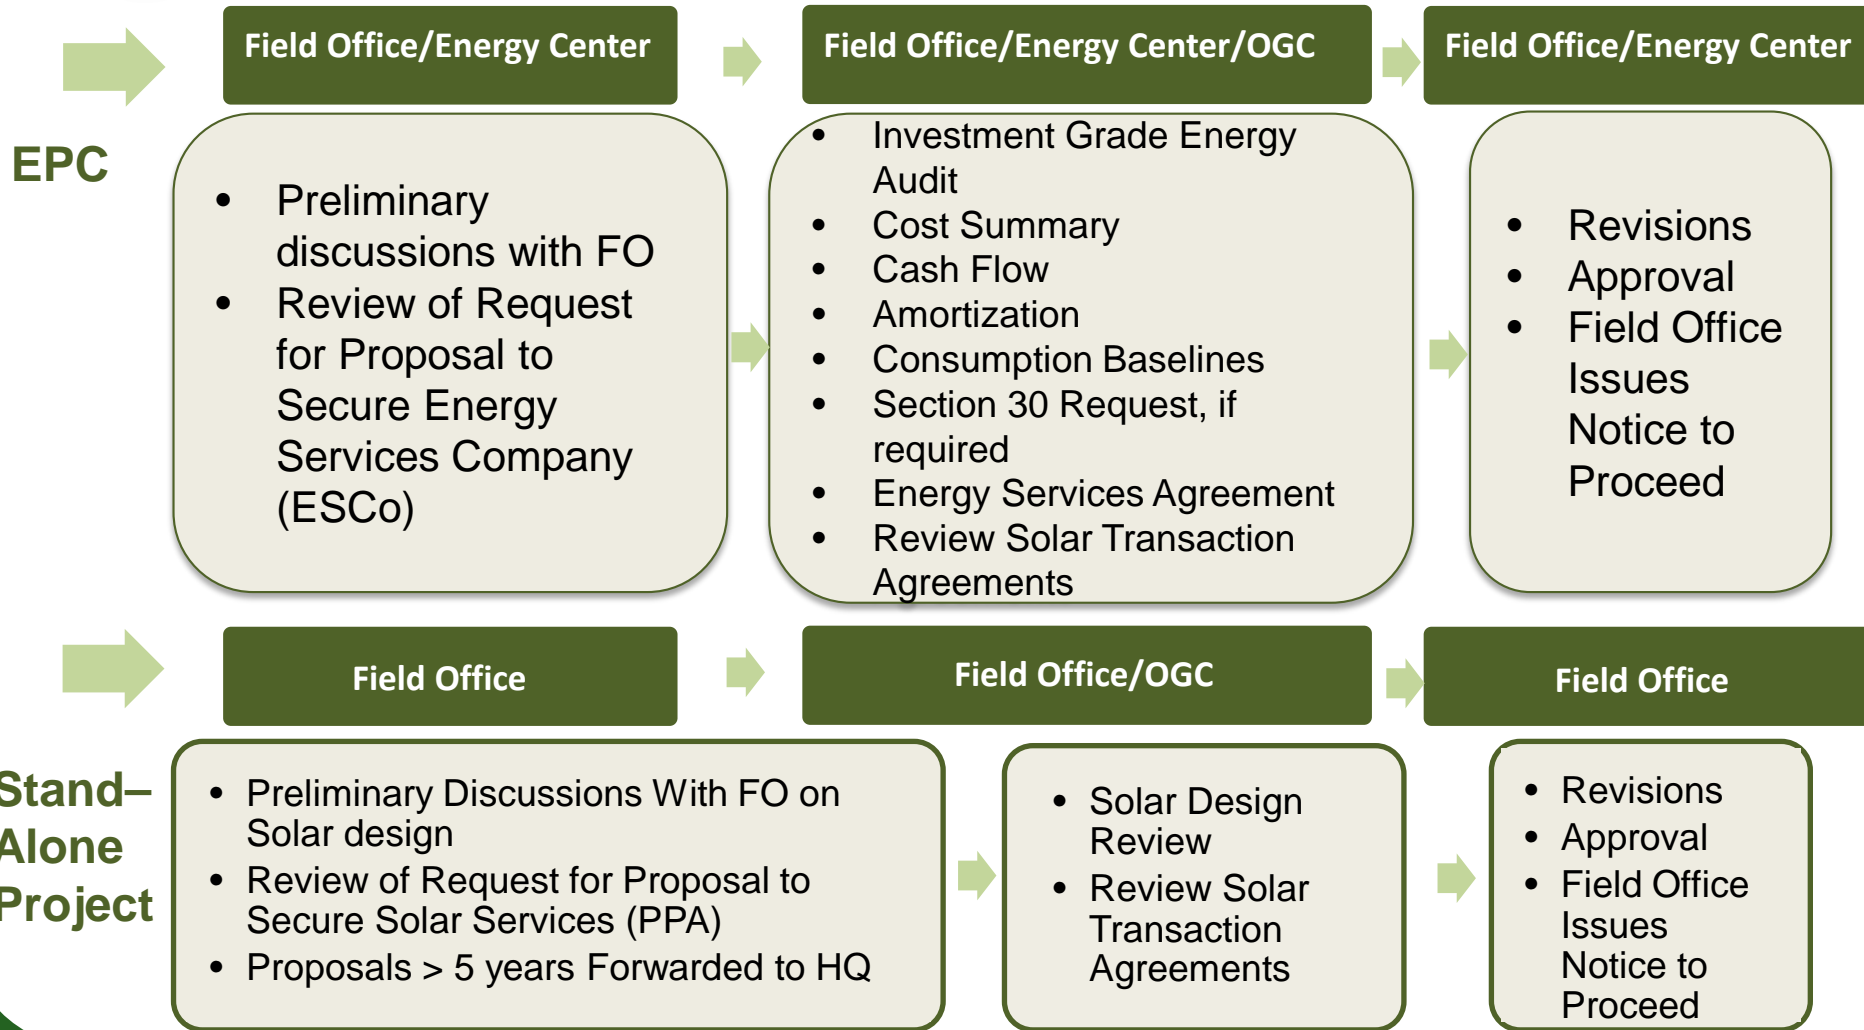 Field Office/Energy Center
Field Office/Energy Center/OGC
Field Office/Energy Center
EPC
• Preliminary
discussions with FO
• Review of Request
for Proposal to
Secure Energy
Services Company
(ESCo)
• Investment Grade Energy
Audit
• Cost Summary
• Cash Flow
• Amortization
• Consumption Baselines
• Section 30 Request, if
required
• Energy Services Agreement
• Review Solar Transaction
Agreements
• Revisions
• Approval
• Field Office
Issues
Notice to
Proceed
Field Office
Field Office/OGC
Field Office
Stand–
Alone
Project
• Preliminary Discussions With FO on
Solar design
• Review of Request for Proposal to
Secure Solar Services (PPA)
• Proposals > 5 years Forwarded to HQ
• Solar Design
Review
• Review Solar
Transaction
Agreements
• Revisions
• Approval
• Field Office
Issues
Notice to
Proceed